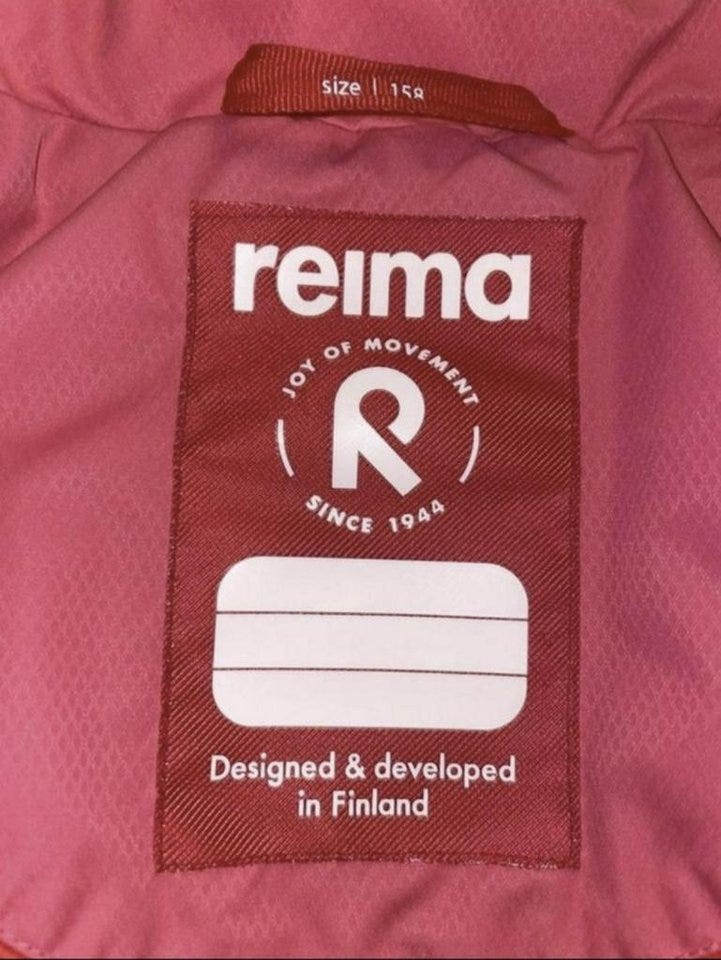 size | 158
reima
JOY OF MOVEMENT
R
SINCE 1944
Designed & developed
in Finland